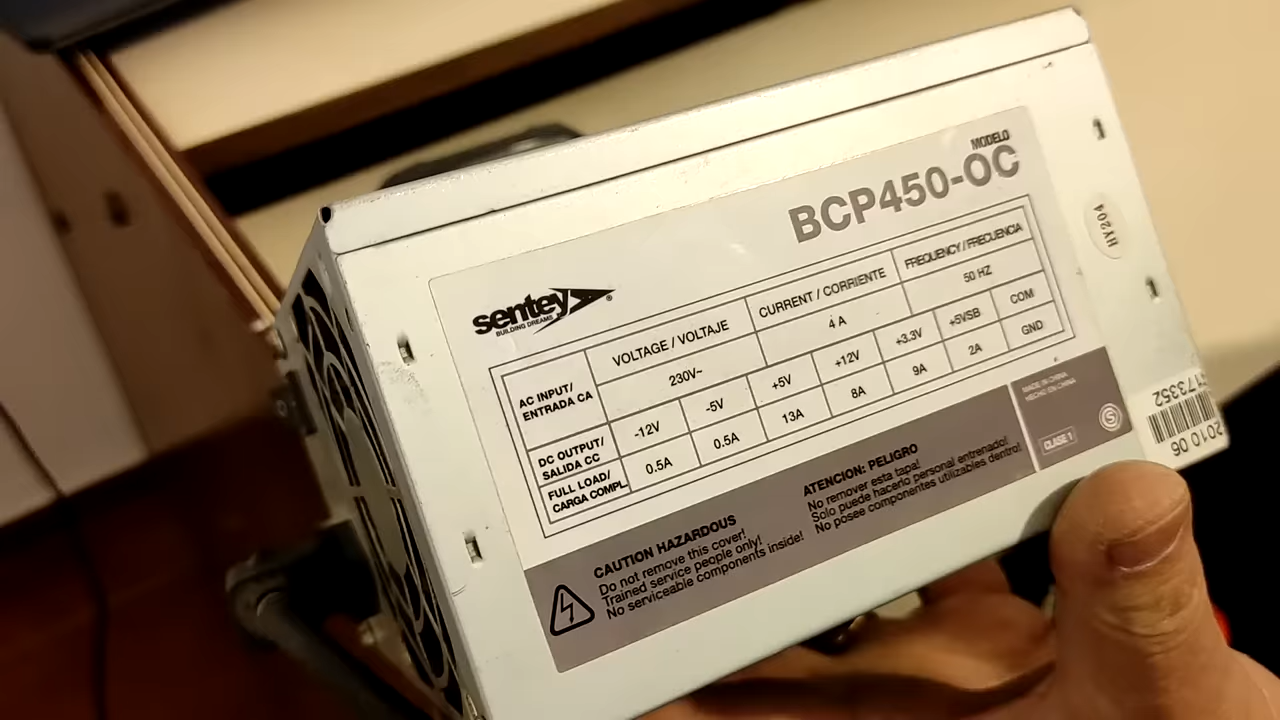 MODELO
BCP450-OC
sentey®
BUILDING DREAMS
AC INPUT/ ENTRADA CA
VOLTAGE / VOLTAJE
CURRENT / CORRIENTE
FREQUENCY / FRECUENCIA
230V~
4 A
50 HZ
DC OUTPUT/ SALIDA CC
-12V
-5V
+5V
+12V
+3.3V
+5VSB
COM
FULL LOAD/ CARGA COMPL.
0.5A
0.5A
13A
8A
9A
2A
GND
CAUTION HAZARDOUS
Do not remove this cover!
Trained service people only!
No serviceable components inside!
ATENCION: PELIGRO
No remover esta tapa!
Solo puede hacerlo personal entrenado!
No posee componentes utilizables dentro!
MADE IN CHINA
HECHO EN CHINA
CLASE 1
S
HY204
173352
2010 06